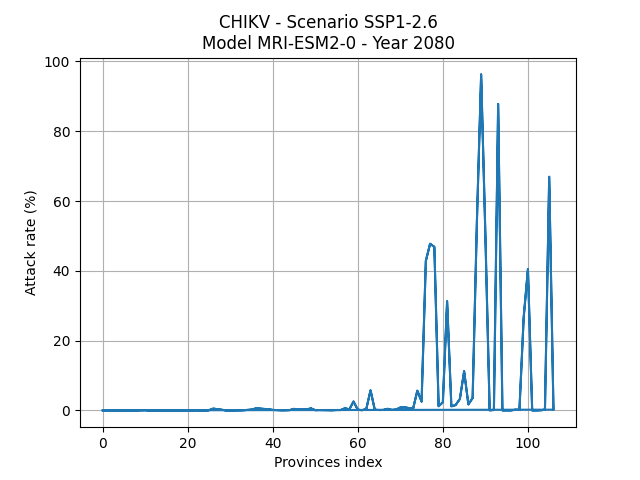 CHIKV - Scenario SSP1-2.6
Model MRI-ESM2-0 - Year 2080
100
80
60
40
20
0
Attack rate (%)
0 20 40 60 80 100
Provinces index